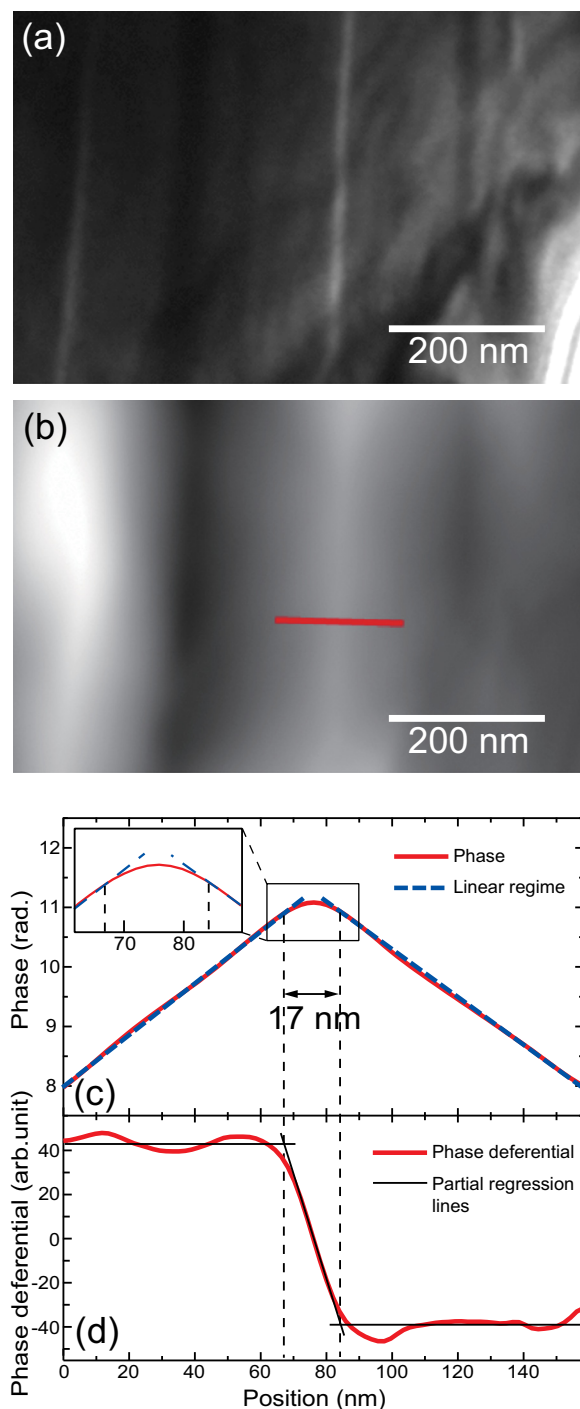 (a)
200 nm
(b)
200 nm
12
11
10
9
8
Phase (rad.)
70 80
Phase
Linear regime
17 nm
(c)
40
20
0
-20
-40
Phase deferential (arb.unit)
Phase deferential
Partial regression
lines
(d)
0 20 40 60 80 100 120 140
Position (nm)